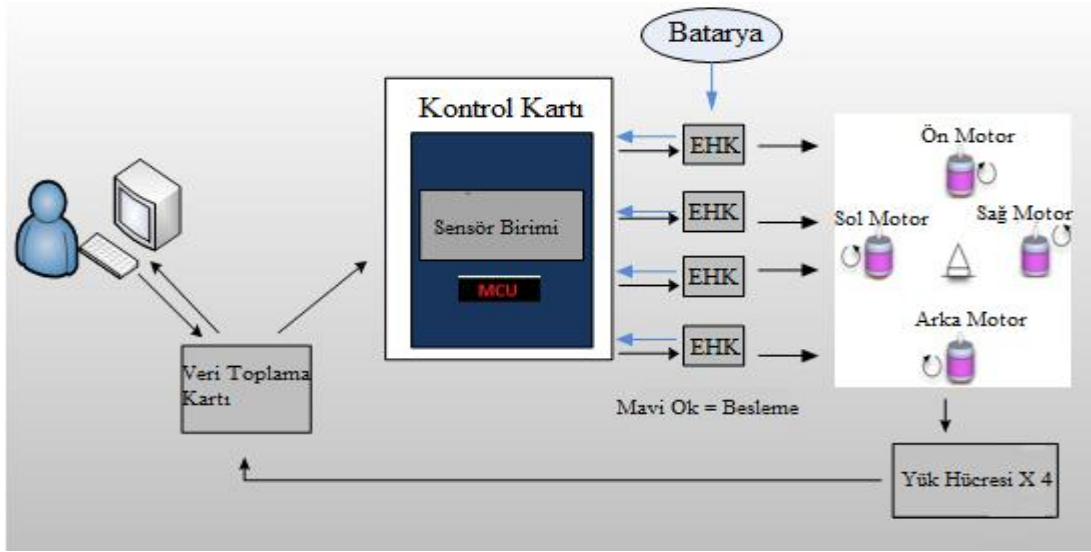 Batarya
Kontrol Kartı
EHK
Ön Motor
Sensör Birimi
EHK
Sol Motor
Sağ Motor
MCU
EHK
Arka Motor
EHK
Veri Toplama
Kartı
Mavi Ok = Besleme
Yük Hücresi X 4